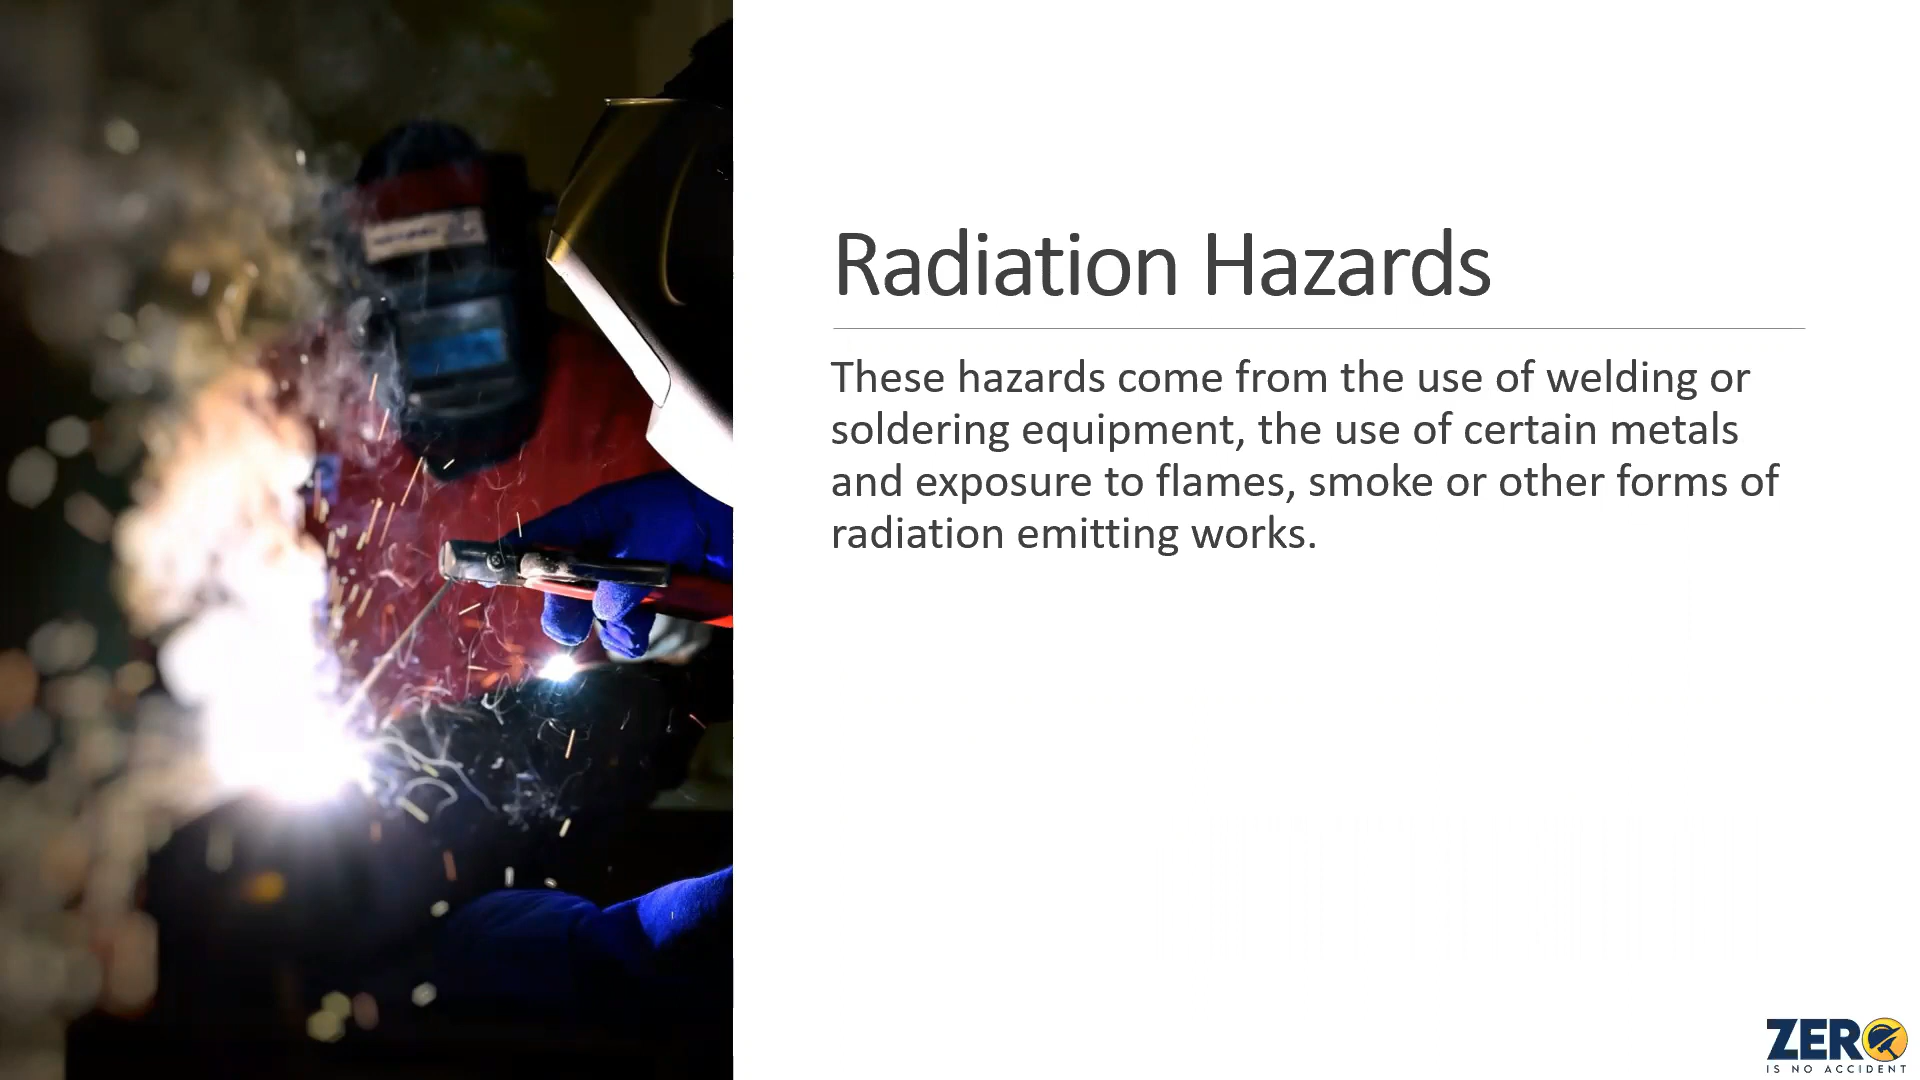 Radiation Hazards
These hazards come from the use of welding or
soldering equipment, the use of certain metals
and exposure to flames, smoke or other forms of
radiation emitting works.
ZERO
IS NO ACCIDENT